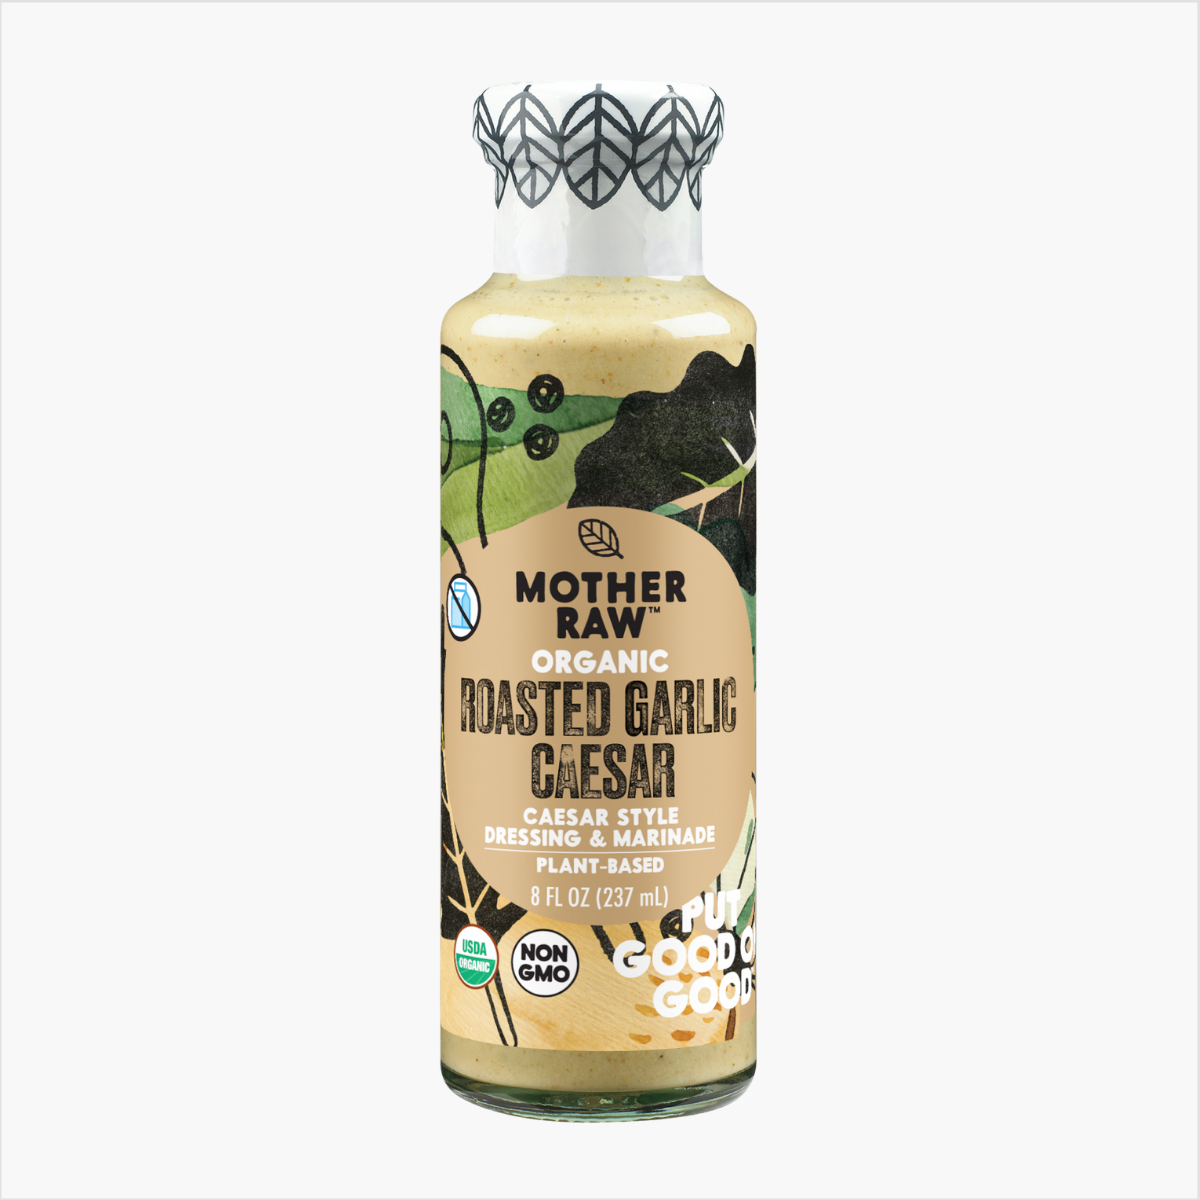 MOTHER
RAW™
ORGANIC
ROASTED GARLIC
CAESAR
CAESAR STYLE
DRESSING & MARINADE
PLANT-BASED
8 FL OZ (237 mL)
USDA
ORGANIC
NON
GMO
PUT
GOOD
GOOD